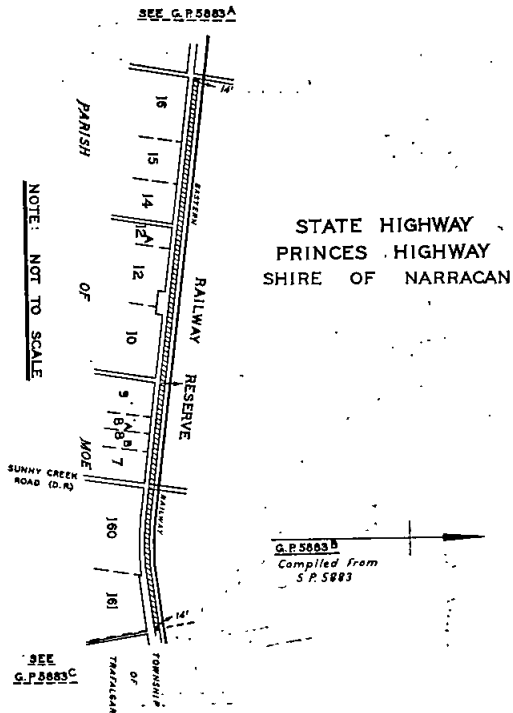 SEE G.P.5883A
14'
16
15
14
12A
12
10
9
8A
8B
7
160
161
14'
PARISH
OF
MOE
EASTERN
RAILWAY
RAILWAY
RESERVE
NOTE: NOT TO SCALE
STATE HIGHWAY
PRINCES HIGHWAY
SHIRE OF NARRACAN
SUNNY CREEK
ROAD (D.R)
G.P.5883B
Compiled from
S.P.5883
SEE
G.P.5883C
TOWNSHIP
OF
TRAFALGAR